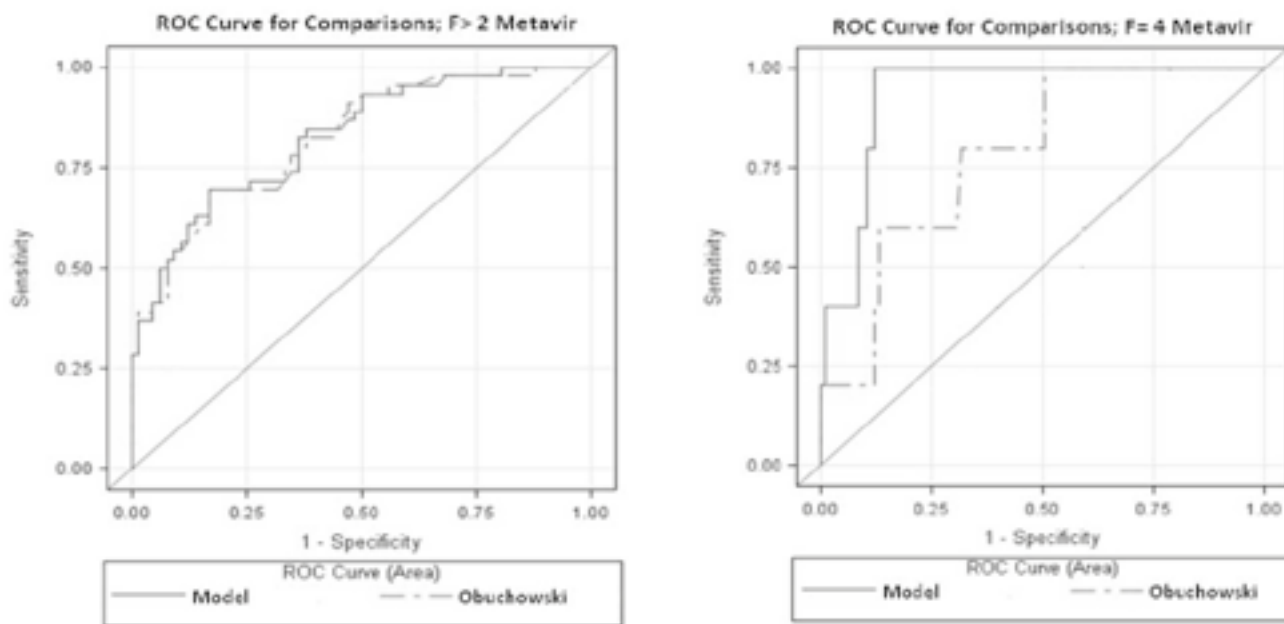 ROC Curve for Comparisons; F> 2 Metavir
1.00
0.75
0.50
0.25
0.00
Sensitivity
0.00 0.25 0.50 0.75 1.00
1 - Specificity
ROC Curve (Area)
Model Obuchowski
ROC Curve for Comparisons; F= 4 Metavir
1.00
0.75
0.50
0.25
0.00
Sensitivity
0.00 0.25 0.50 0.75 1.00
1 - Specificity
ROC Curve (Area)
Model Obuchowski